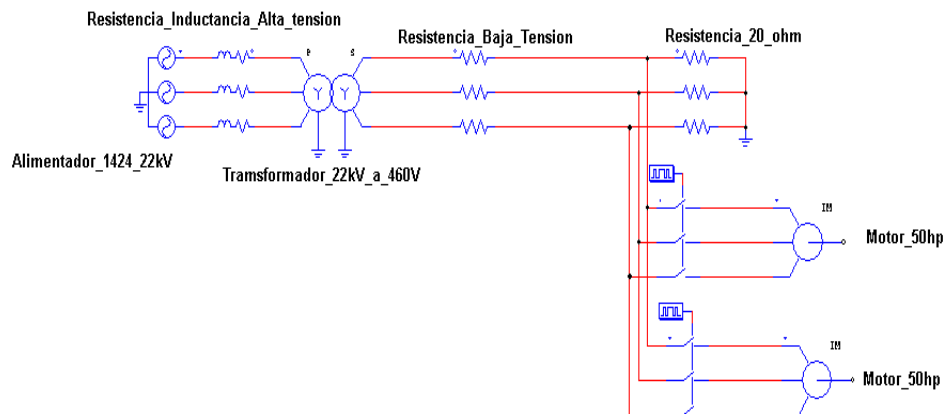 Resistencia_Inductancia_Alta_tension
Resistencia_Baja_Tension
Resistencia_20_ohm
P
S
Y
Y
Alimentador_1424_22kV
Tramsformador_22kV_a_460V
IM
Motor_50hp
IM
Motor_50hp